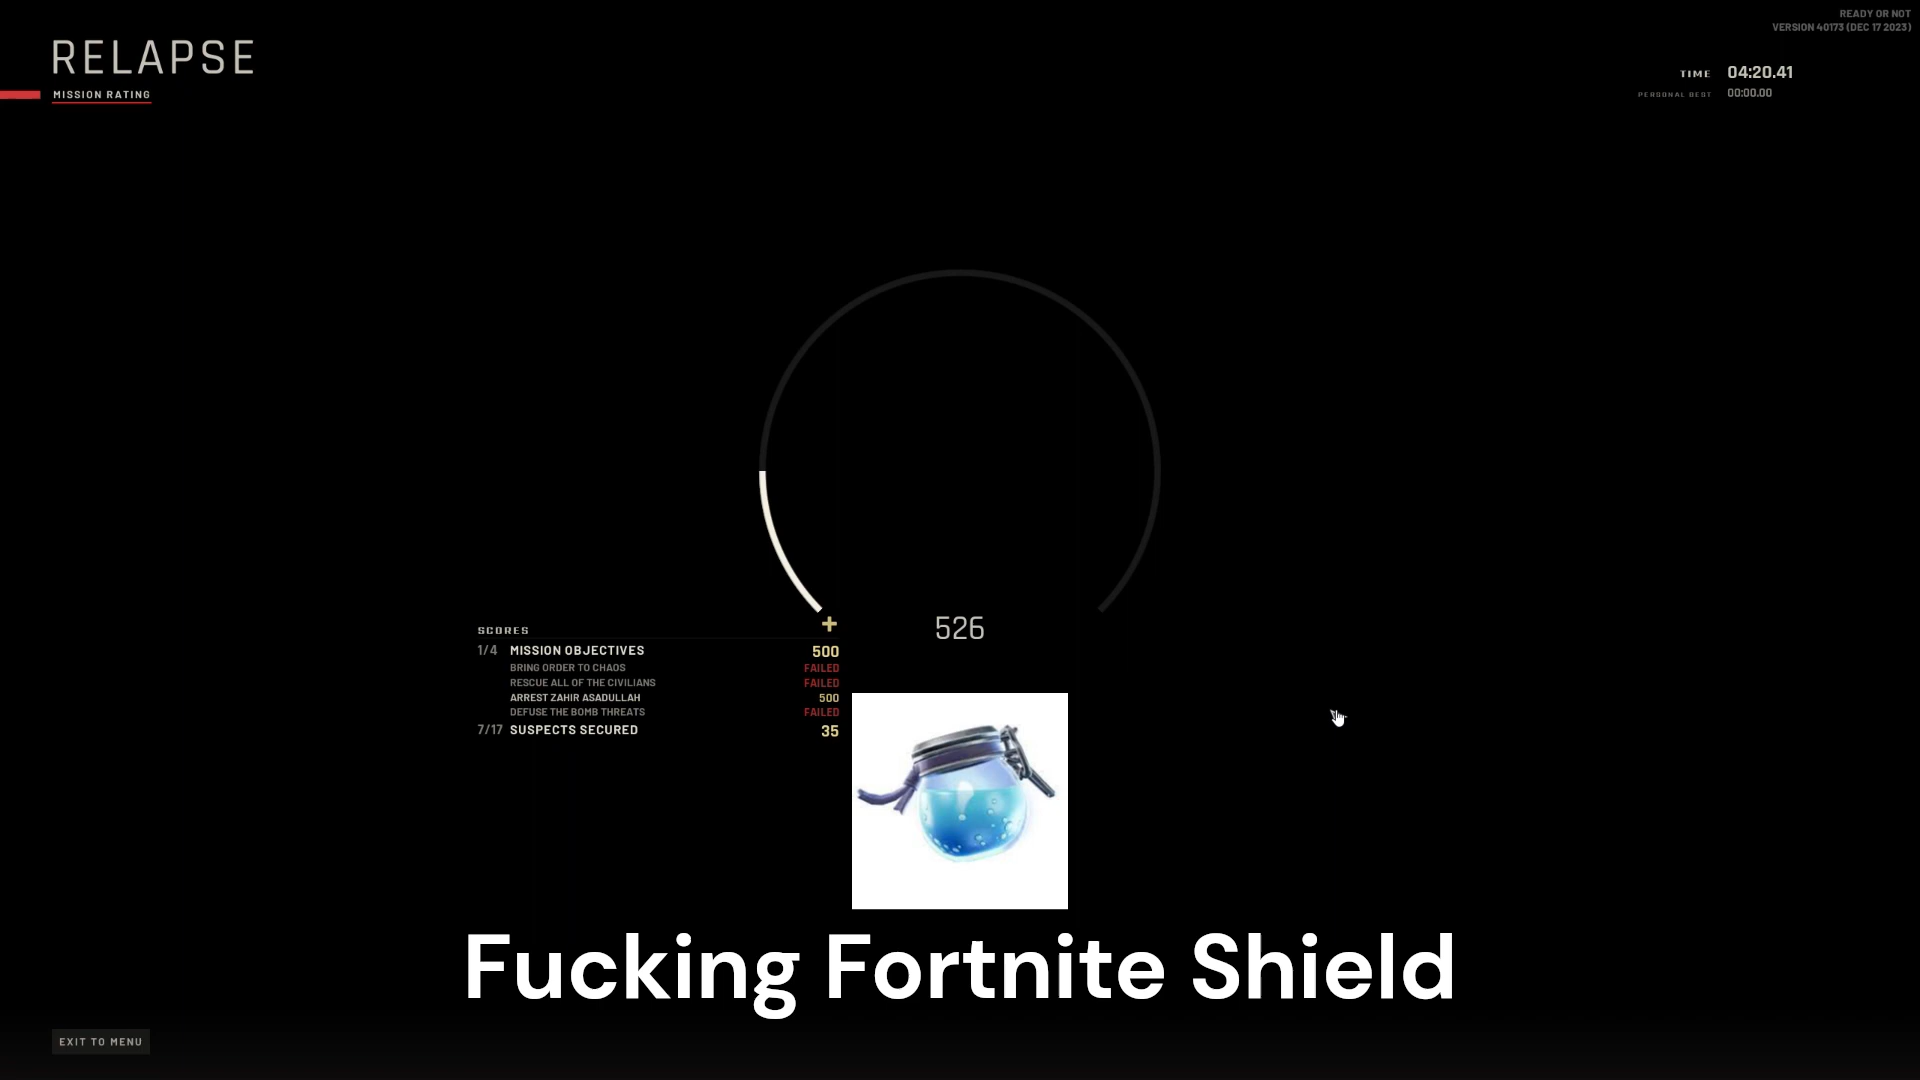 READY OR NOT
VERSION 40173 (DEC 17 2023)
RELAPSE
MISSION RATING
TIME 04:20.41
PERSONAL BEST 00:00.00
526
SCORES
1/4 MISSION OBJECTIVES 500
BRING ORDER TO CHAOS FAILED
RESCUE ALL OF THE CIVILIANS FAILED
ARREST ZAHIR ASADULLAH 500
DEFUSE THE BOMB THREATS FAILED
7/17 SUSPECTS SECURED 35
Fucking Fortnite Shield
EXIT TO MENU